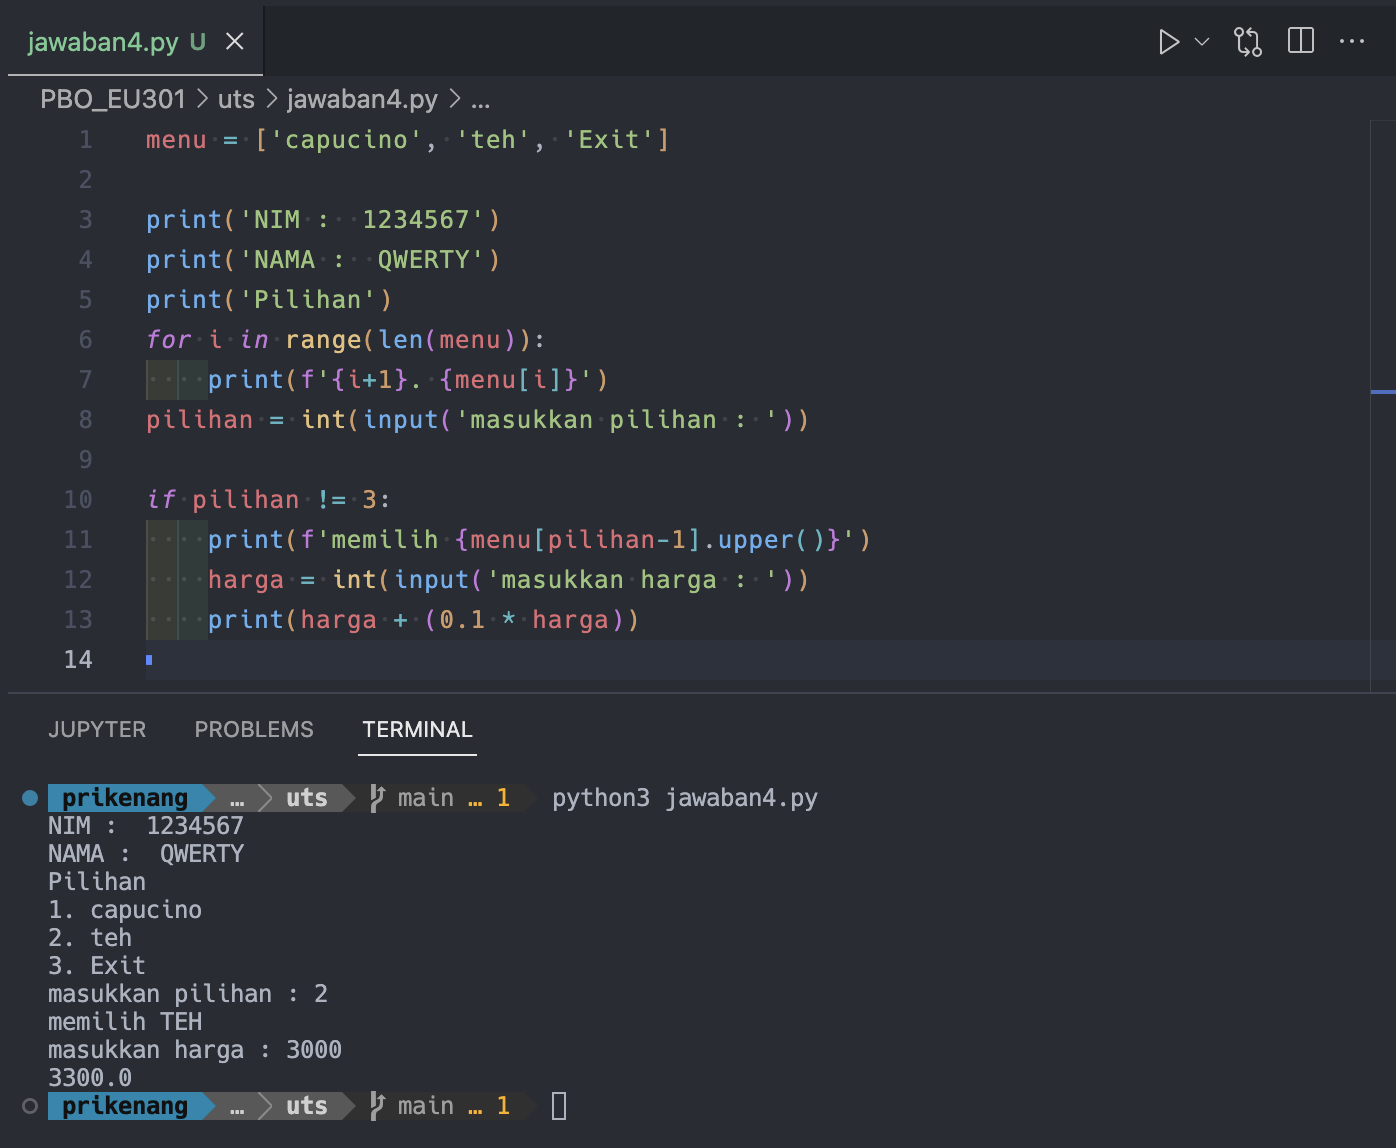 jawaban4.py U
PBO_EU301 > uts > jawaban4.py > ...
1 menu = ['capucino', 'teh', 'Exit']
2
3 print('NIM :  1234567')
4 print('NAMA :  QWERTY')
5 print('Pilihan')
6 for i in range(len(menu)):
7     print(f'{i+1}. {menu[i]}')
8 pilihan = int(input('masukkan pilihan : '))
9
10 if pilihan != 3:
11     print(f'memilih {menu[pilihan-1].upper()}')
12     harga = int(input('masukkan harga : '))
13     print(harga + (0.1 * harga))
14
JUPYTER PROBLEMS TERMINAL
prikenang … uts main … 1 python3 jawaban4.py
NIM :  1234567
NAMA :  QWERTY
Pilihan
1. capucino
2. teh
3. Exit
masukkan pilihan : 2
memilih TEH
masukkan harga : 3000
3300.0
prikenang … uts main … 1